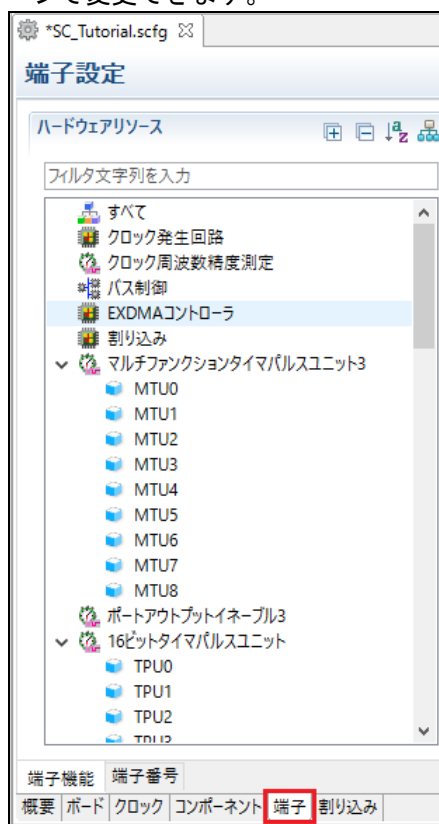 ンで変更できます。
*SC_Tutorial.scfg
端子設定
ハードウェアリソース
フィルタ文字列を入力
すべて
クロック発生回路
クロック周波数精度測定
バス制御
EXDMAコントローラ
割り込み
マルチファンクションタイマパルスユニット3
MTU0
MTU1
MTU2
MTU3
MTU4
MTU5
MTU6
MTU7
MTU8
ポートアウトプットイネーブル3
16ビットタイマパルスユニット
TPU0
TPU1
TPU2
端子機能 端子番号
概要 ボード クロック コンポーネント 端子 割り込み